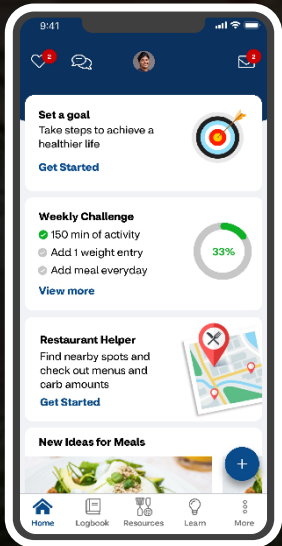 9:41
2
2
Set a goal
Take steps to achieve a
healthier life
Get Started
Weekly Challenge
150 min of activity
Add 1 weight entry
Add meal everyday
View more
33%
Restaurant Helper
Find nearby spots and
check out menus and
carb amounts
Get Started
New Ideas for Meals
+
Home
Logbook
Resources
Learn
More